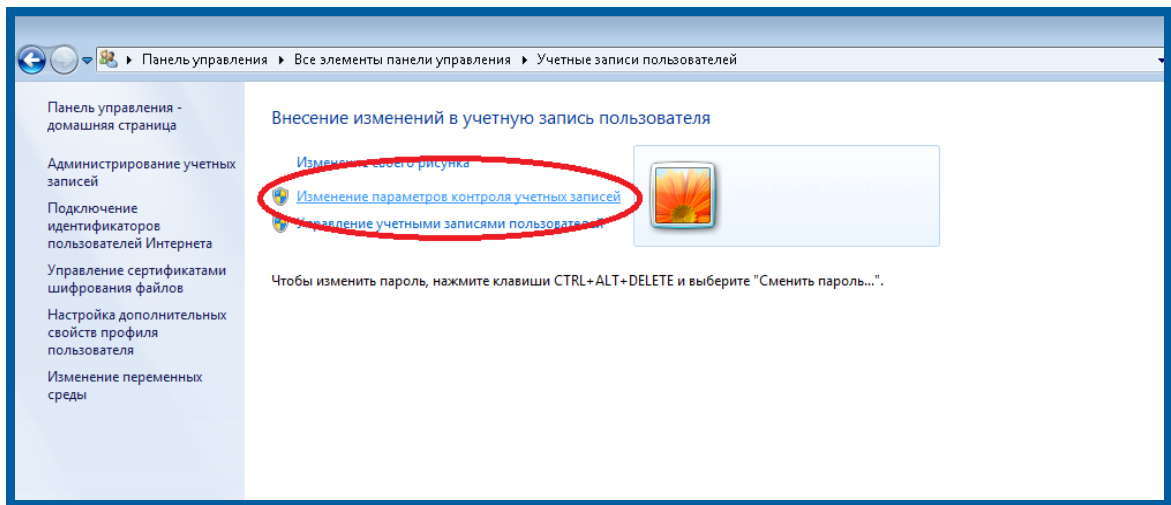 Панель управления ▸ Все элементы панели управления ▸ Учетные записи пользователей
Панель управления -
домашняя страница
Администрирование учетных
записей
Подключение
идентификаторов
пользователей Интернета
Управление сертификатами
шифрования файлов
Настройка дополнительных
свойств профиля
пользователя
Изменение переменных
среды
Внесение изменений в учетную запись пользователя
Изменение своего рисунка
Изменение параметров контроля учетных записей
Управление учетными записями пользователей
Чтобы изменить пароль, нажмите клавиши CTRL+ALT+DELETE и выберите "Сменить пароль...".